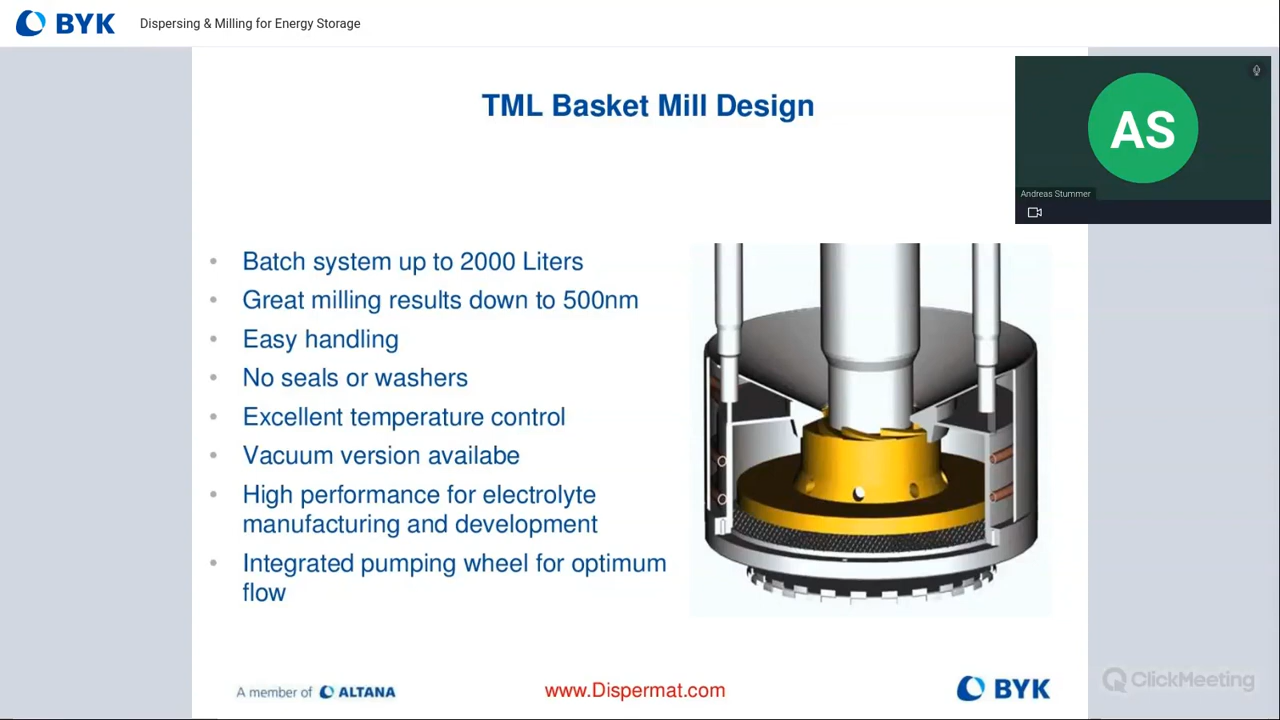 BYK
Dispersing & Milling for Energy Storage
TML Basket Mill Design
AS
Andreas Stummer
• Batch system up to 2000 Liters
• Great milling results down to 500nm
• Easy handling
• No seals or washers
• Excellent temperature control
• Vacuum version availabe
• High performance for electrolyte
manufacturing and development
• Integrated pumping wheel for optimum
flow
A member of ALTANA
www.Dispermat.com
BYK
ClickMeeting